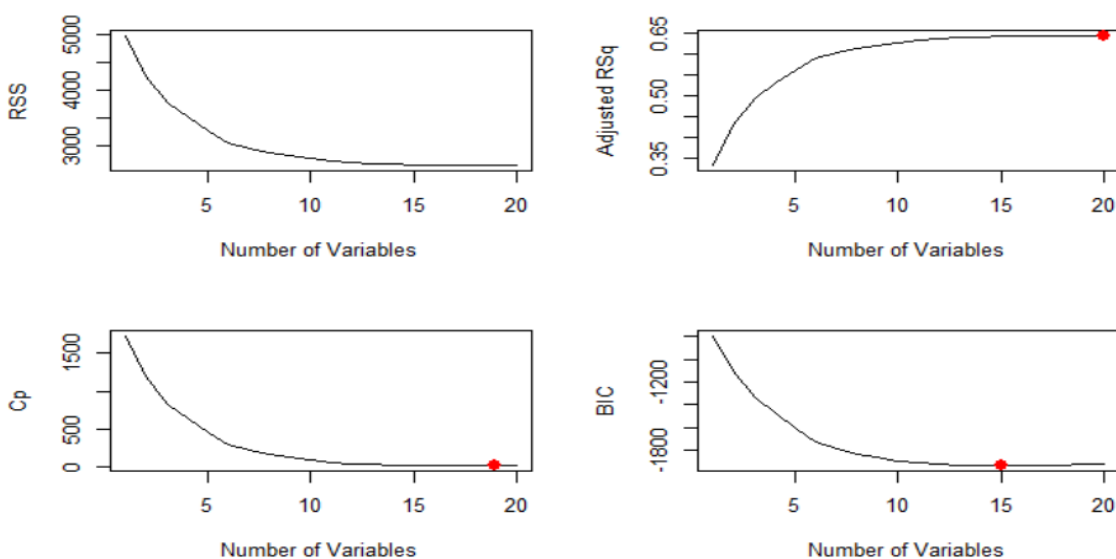 RSS
5000
4000
3000
5 10 15 20
Number of Variables
Adjusted RSq
0.65
0.50
0.35
5 10 15 20
Number of Variables
Cp
1500
500
0
5 10 15 20
Number of Variables
BIC
-1200
-1800
5 10 15 20
Number of Variables